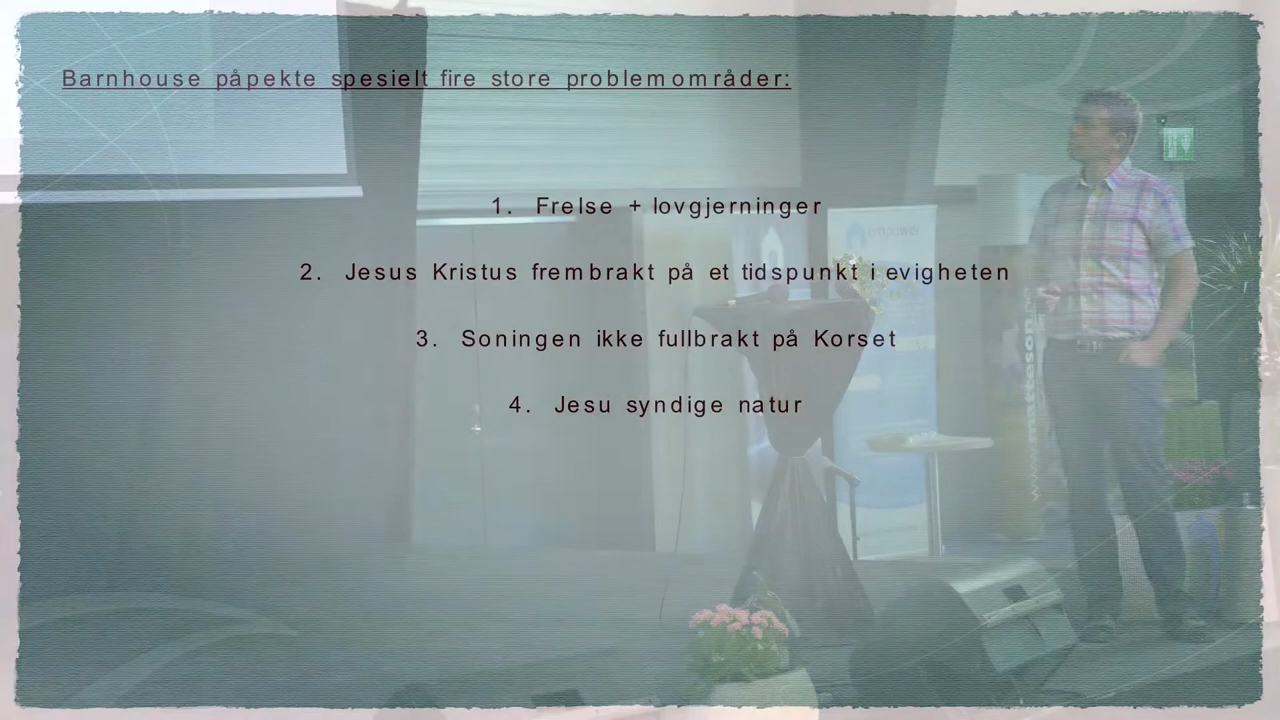 Barnhouse påpekte spesielt fire store problemområder:
1. Frelse + lovgjerninger
2. Jesus Kristus frembrakt på et tidspunkt i evigheten
3. Soningen ikke fullbrakt på Korset
4. Jesu syndige natur
empower